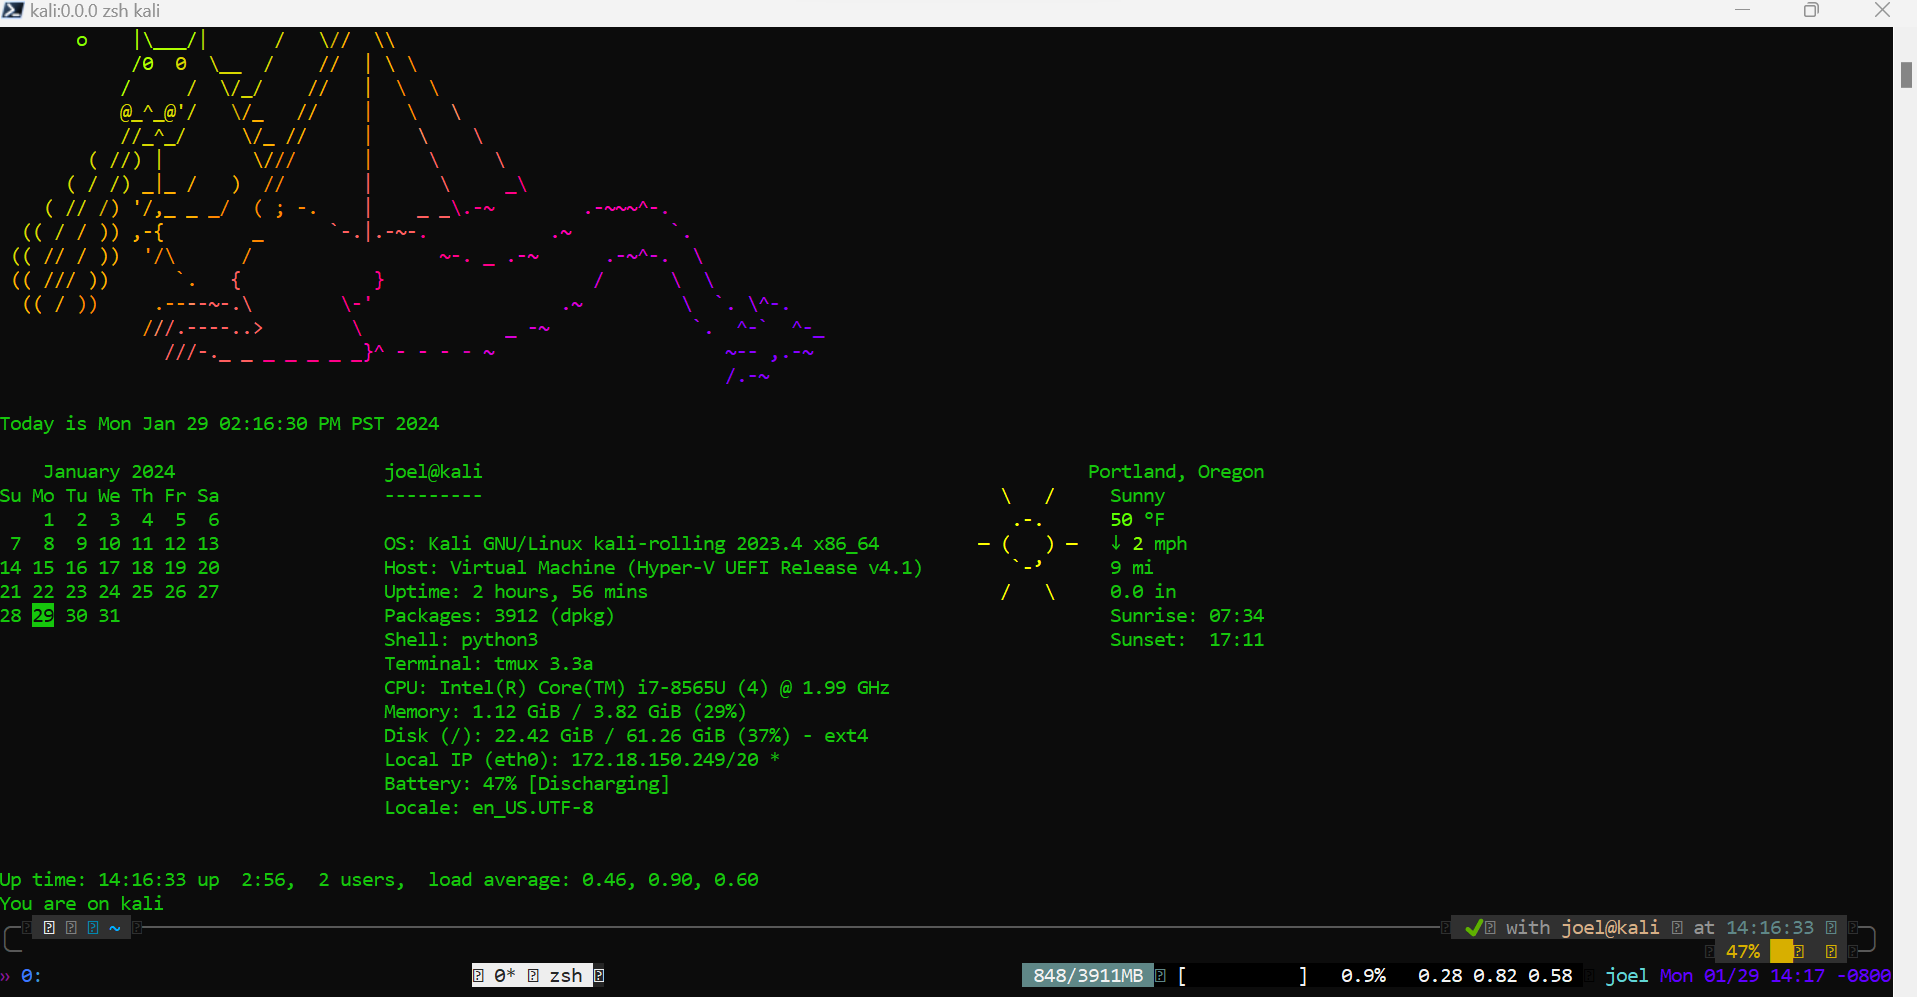 kali:0.0.0 zsh kali
Today is Mon Jan 29 02:16:30 PM PST 2024
January 2024
Su Mo Tu We Th Fr Sa
1 2 3 4 5 6
7 8 9 10 11 12 13
14 15 16 17 18 19 20
21 22 23 24 25 26 27
28 29 30 31
joel@kali
---------
OS: Kali GNU/Linux kali-rolling 2023.4 x86_64
Host: Virtual Machine (Hyper-V UEFI Release v4.1)
Uptime: 2 hours, 56 mins
Packages: 3912 (dpkg)
Shell: python3
Terminal: tmux 3.3a
CPU: Intel(R) Core(TM) i7-8565U (4) @ 1.99 GHz
Memory: 1.12 GiB / 3.82 GiB (29%)
Disk (/): 22.42 GiB / 61.26 GiB (37%) - ext4
Local IP (eth0): 172.18.150.249/20 *
Battery: 47% [Discharging]
Locale: en_US.UTF-8
Portland, Oregon
Sunny
50 °F
↓ 2 mph
9 mi
0.0 in
Sunrise: 07:34
Sunset: 17:11
Up time: 14:16:33 up 2:56, 2 users, load average: 0.46, 0.90, 0.60
You are on kali
~ ✔ with joel@kali at 14:16:33
47%
» 0: 0* zsh 848/3911MB [ ] 0.9% 0.28 0.82 0.58 joel Mon 01/29 14:17 -0800